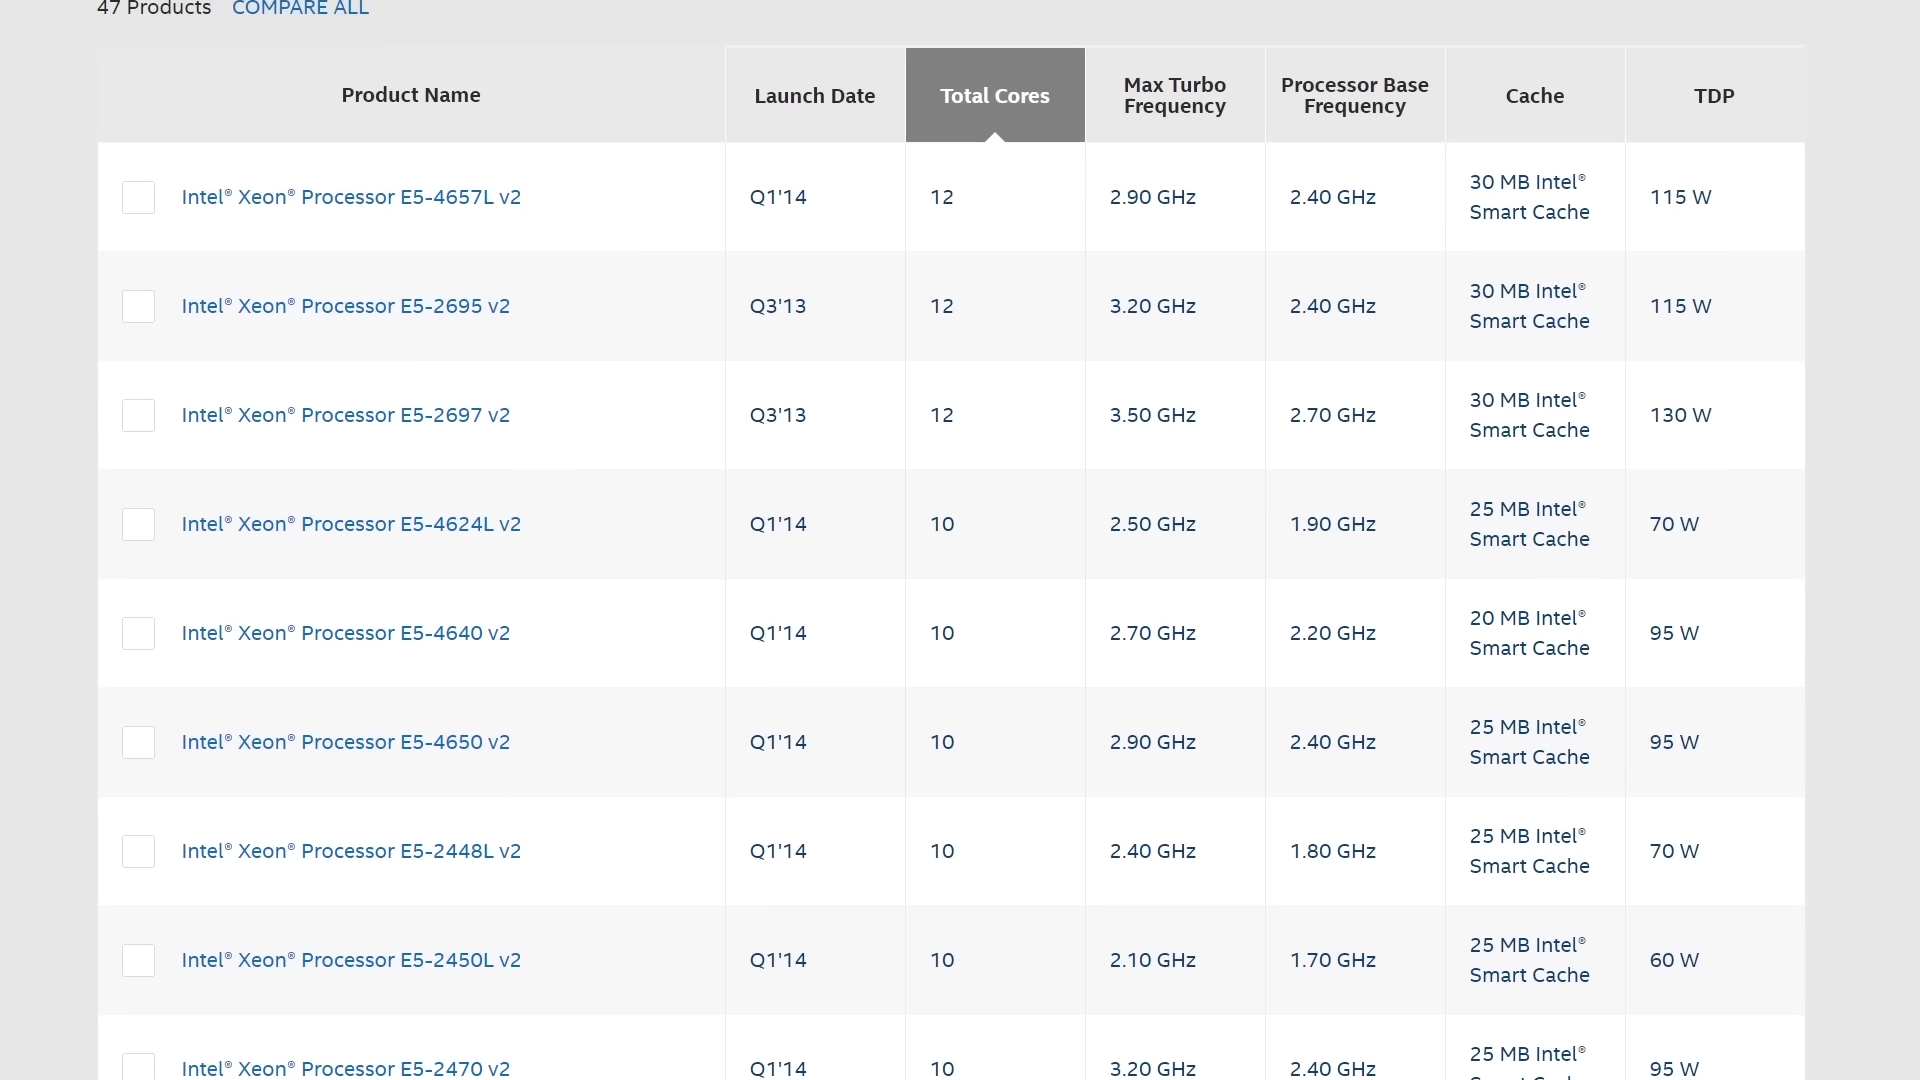 47 Products COMPARE ALL
Product Name Launch Date Total Cores Max Turbo Frequency Processor Base Frequency Cache TDP
Intel® Xeon® Processor E5-4657L v2 Q1'14 12 2.90 GHz 2.40 GHz 30 MB Intel® Smart Cache 115 W
Intel® Xeon® Processor E5-2695 v2 Q3'13 12 3.20 GHz 2.40 GHz 30 MB Intel® Smart Cache 115 W
Intel® Xeon® Processor E5-2697 v2 Q3'13 12 3.50 GHz 2.70 GHz 30 MB Intel® Smart Cache 130 W
Intel® Xeon® Processor E5-4624L v2 Q1'14 10 2.50 GHz 1.90 GHz 25 MB Intel® Smart Cache 70 W
Intel® Xeon® Processor E5-4640 v2 Q1'14 10 2.70 GHz 2.20 GHz 20 MB Intel® Smart Cache 95 W
Intel® Xeon® Processor E5-4650 v2 Q1'14 10 2.90 GHz 2.40 GHz 25 MB Intel® Smart Cache 95 W
Intel® Xeon® Processor E5-2448L v2 Q1'14 10 2.40 GHz 1.80 GHz 25 MB Intel® Smart Cache 70 W
Intel® Xeon® Processor E5-2450L v2 Q1'14 10 2.10 GHz 1.70 GHz 25 MB Intel® Smart Cache 60 W
Intel® Xeon® Processor E5-2470 v2 Q1'14 10 3.20 GHz 2.40 GHz 25 MB Intel® 95 W